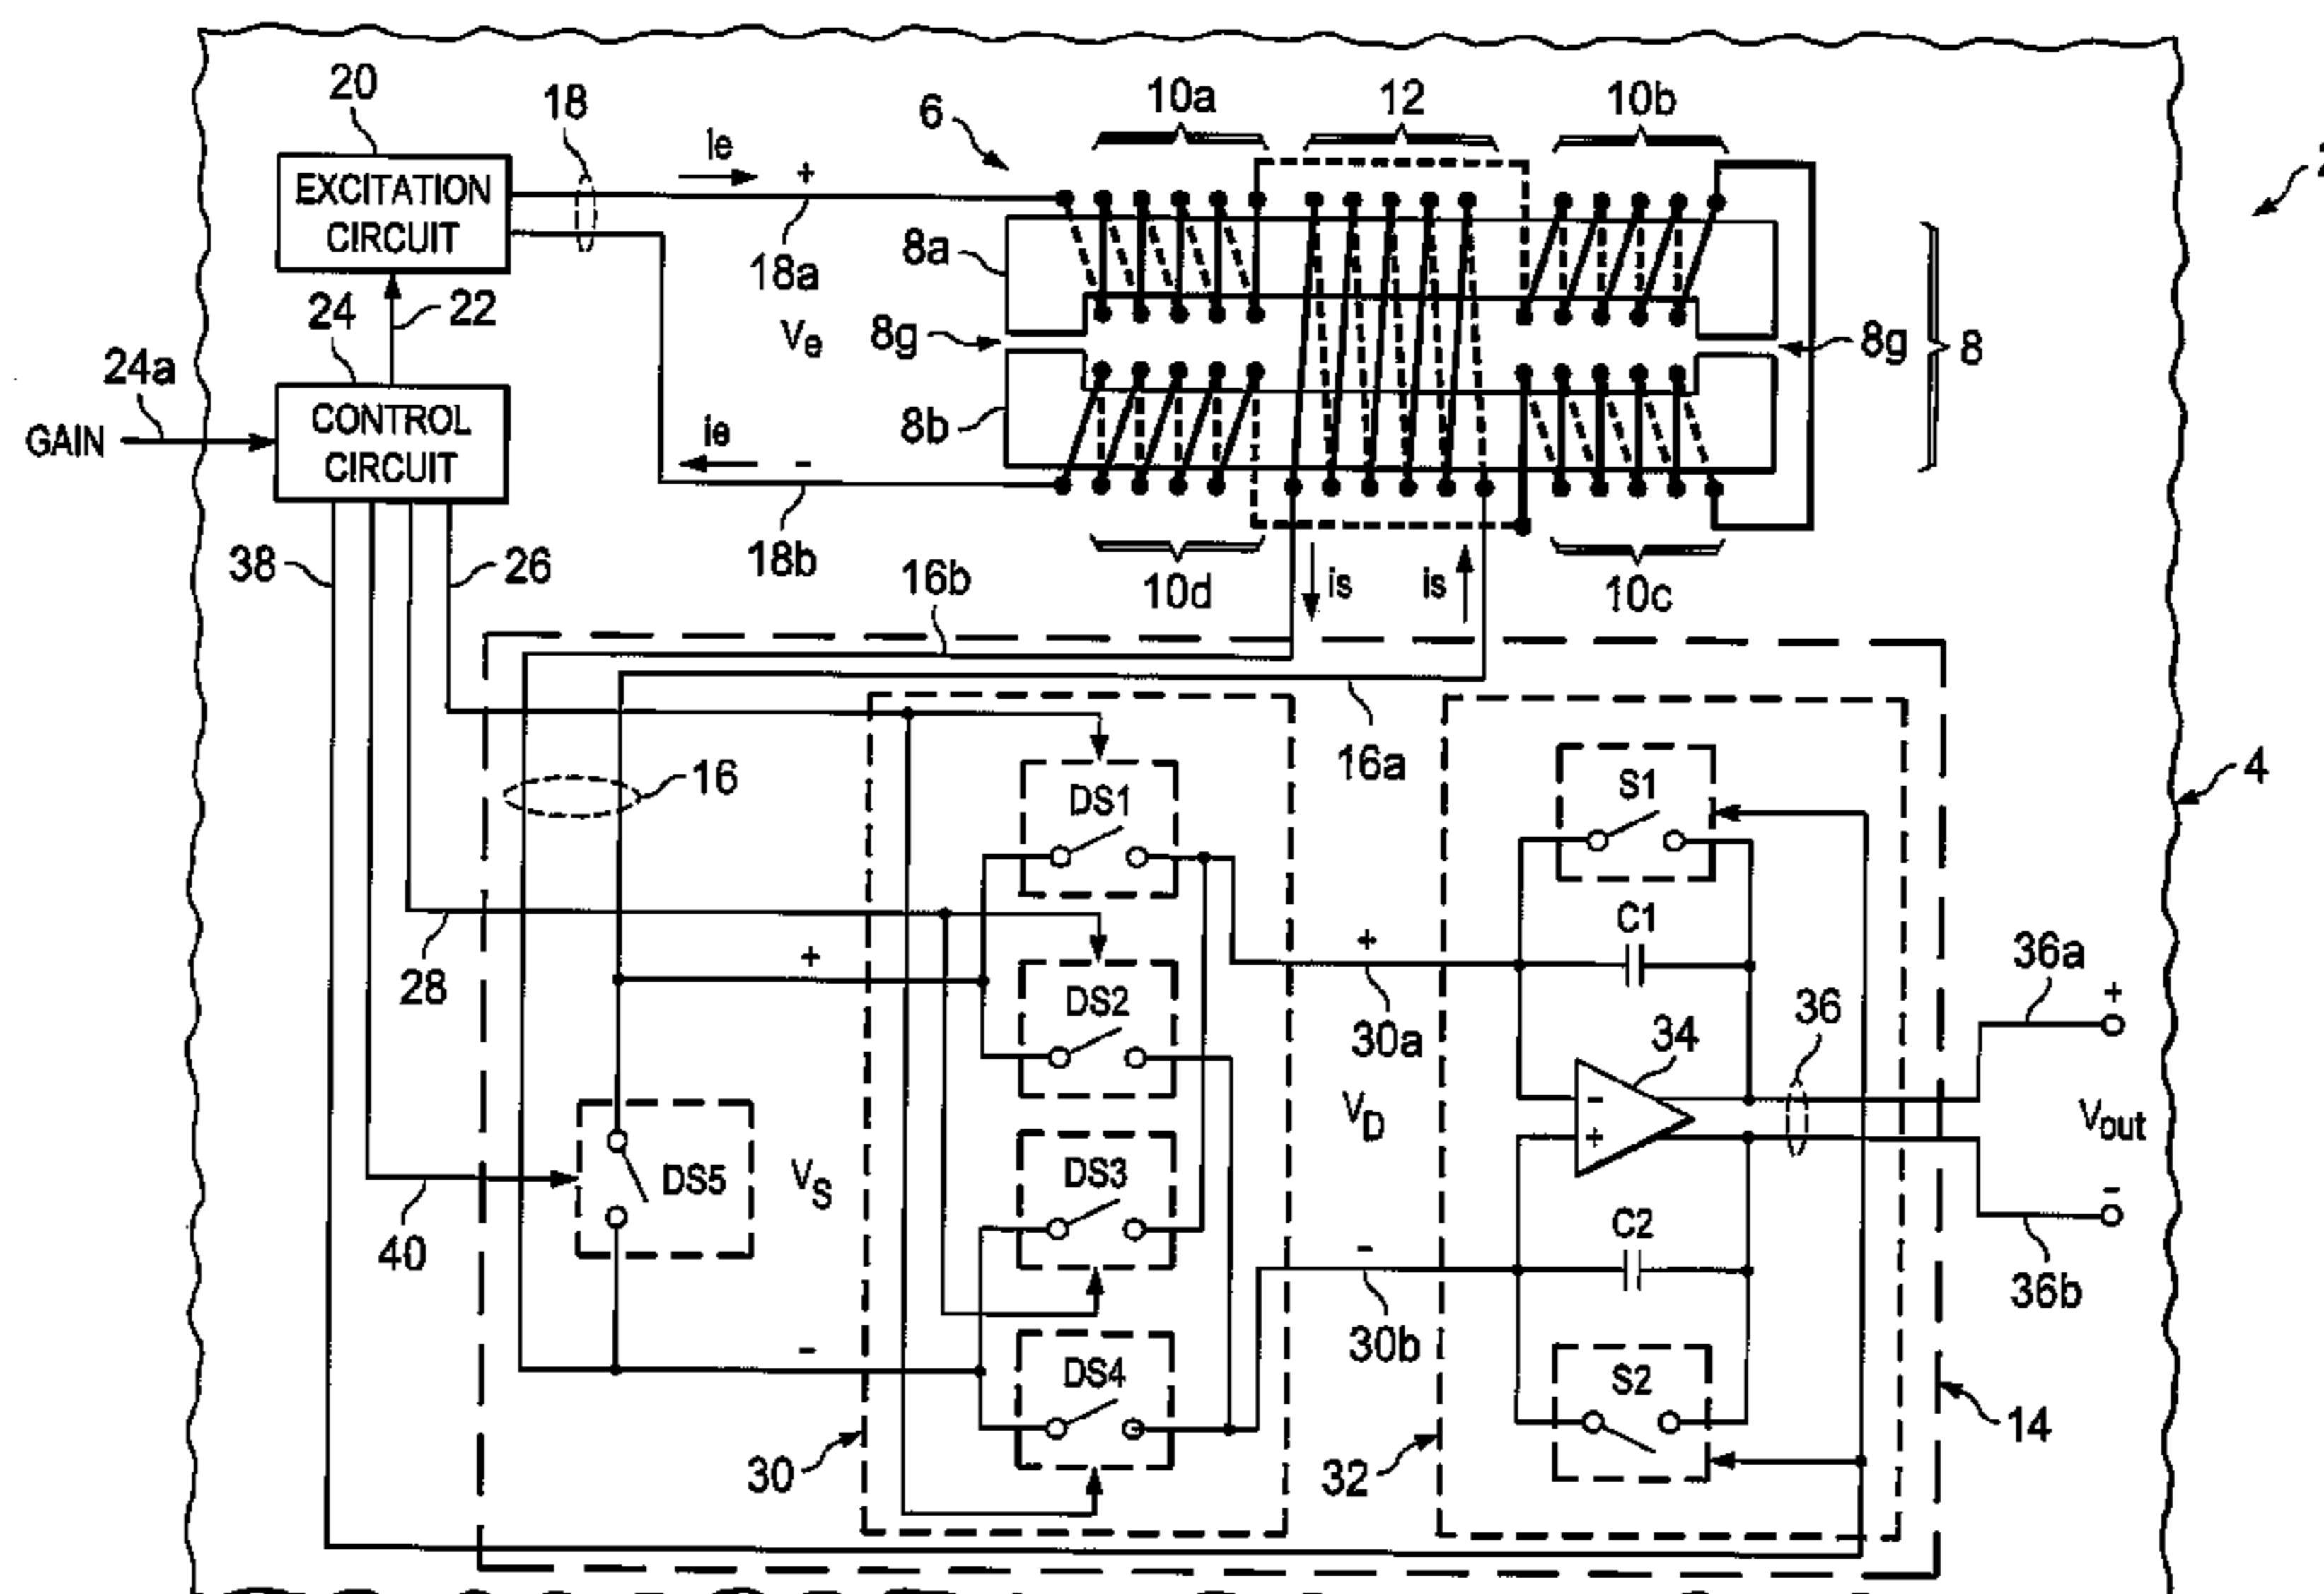 20
18
6
10a
12
10b
Ie
+
EXCITATION
CIRCUIT
8a
18a
24
22
Ve
8g
8g
8
24a
GAIN
CONTROL
CIRCUIT
8b
ie
-
38
26
18b
16b
10d
is
is
10c
16
16a
DS1
S1
4
28
+
+
C1
DS2
30a
34
36
36a
+
-
+
VD
Vout
DS3
DS5
VS
40
-
C2
-
36b
30b
-
DS4
S2
30
32
14